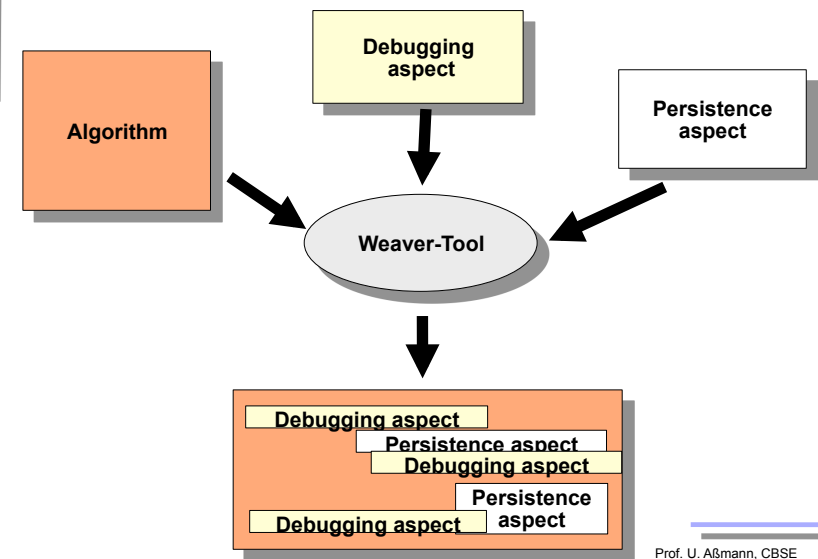 Debugging
aspect
Algorithm
Persistence
aspect
Weaver-Tool
Debugging aspect
Persistence aspect
Debugging aspect
Persistence
aspect
Debugging aspect
Prof. U. Aßmann, CBSE